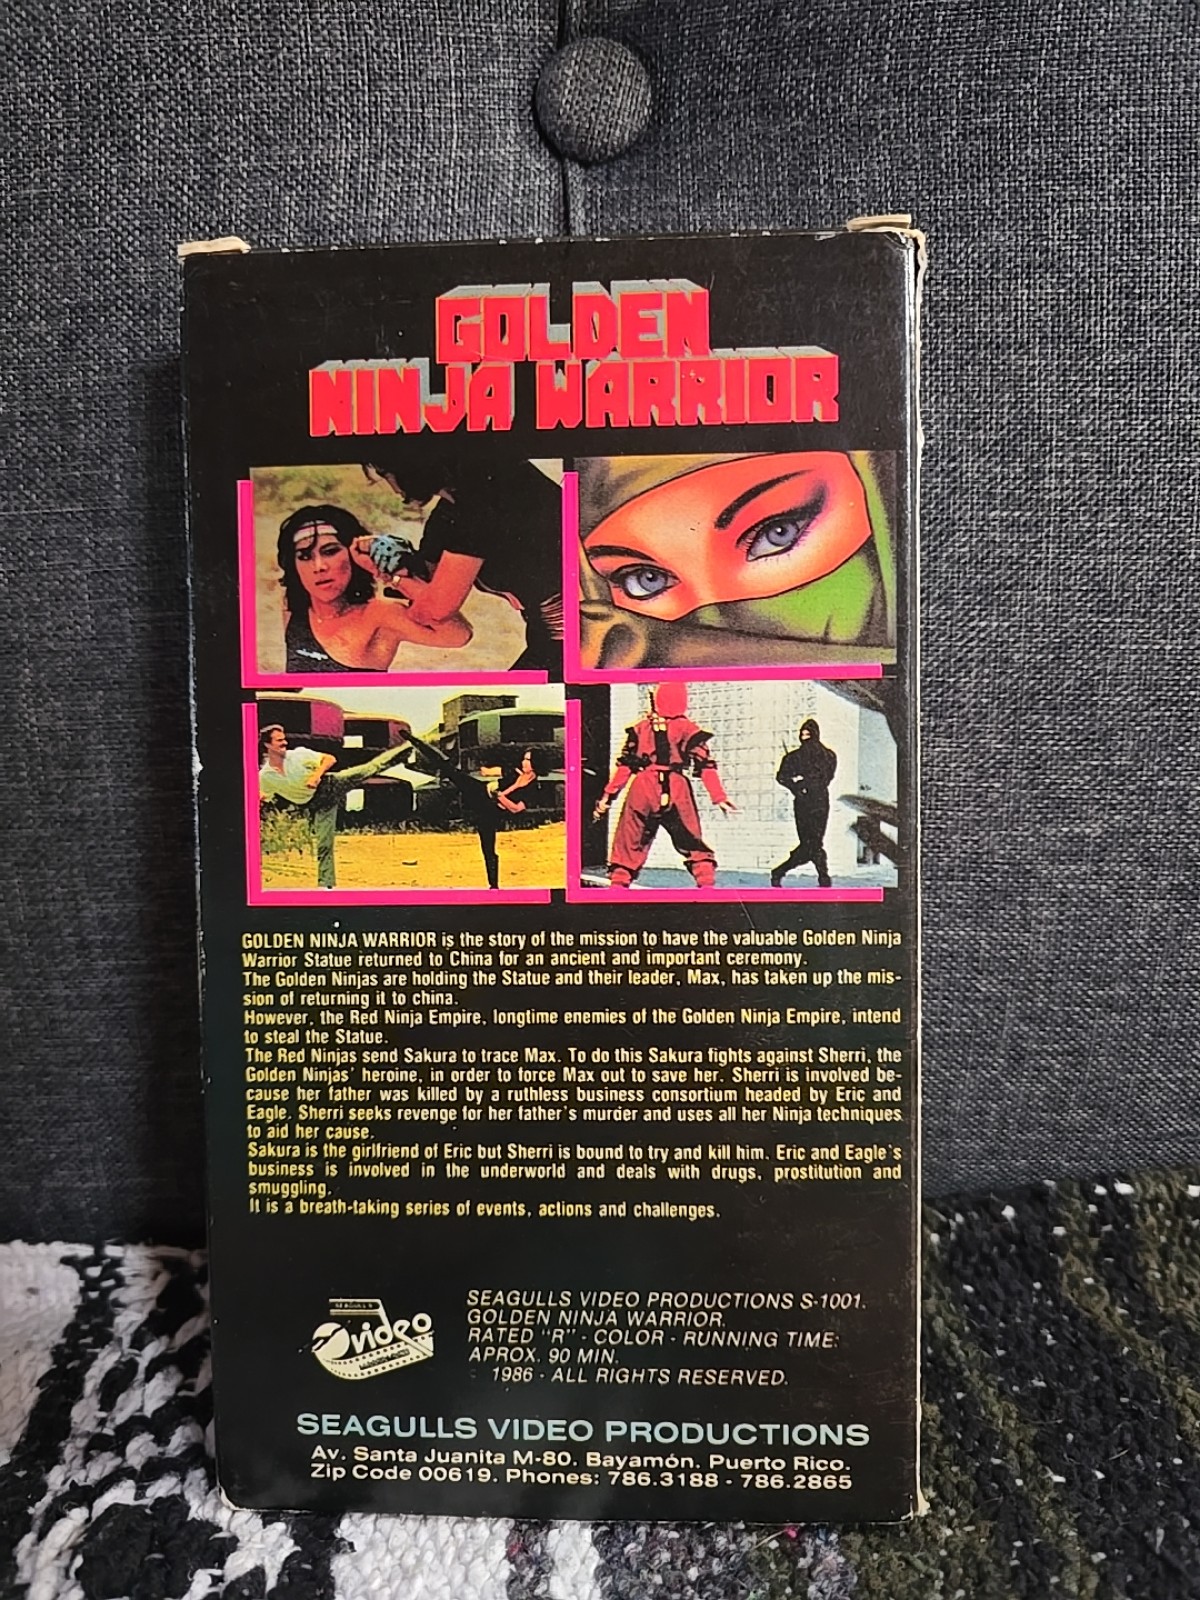 GOLDEN
NINJA WARRIOR
GOLDEN NINJA WARRIOR is the story of the mission to have the valuable Golden Ninja
Warrior Statue returned to China for an ancient and important ceremony.
The Golden Ninjas are holding the Statue and their leader, Max, has taken up the mis-
sion of returning it to china.
However, the Red Ninja Empire, longtime enemies of the Golden Ninja Empire, intend
to steal the Statue.
The Red Ninjas send Sakura to trace Max. To do this Sakura fights against Sherri, the
Golden Ninjas' heroine, in order to force Max out to save her. Sherri is involved be-
cause her father was killed by a ruthless business consortium headed by Eric and
Eagle. Sherri seeks revenge for her father's murder and uses all her Ninja techniques
to aid her cause.
Sakura is the girlfriend of Eric but Sherri is bound to try and kill him. Eric and Eagle's
business is involved in the underworld and deals with drugs, prostitution and
smuggling.
It is a breath-taking series of events, actions and challenges.
SEAGULLS
video
SEAGULLS VIDEO PRODUCTIONS S-1001.
GOLDEN NINJA WARRIOR.
RATED "R" - COLOR - RUNNING TIME:
APROX. 90 MIN.
1986 - ALL RIGHTS RESERVED.
SEAGULLS VIDEO PRODUCTIONS
Av. Santa Juanita M-80. Bayamón. Puerto Rico.
Zip Code 00619. Phones: 786.3188 - 786.2865